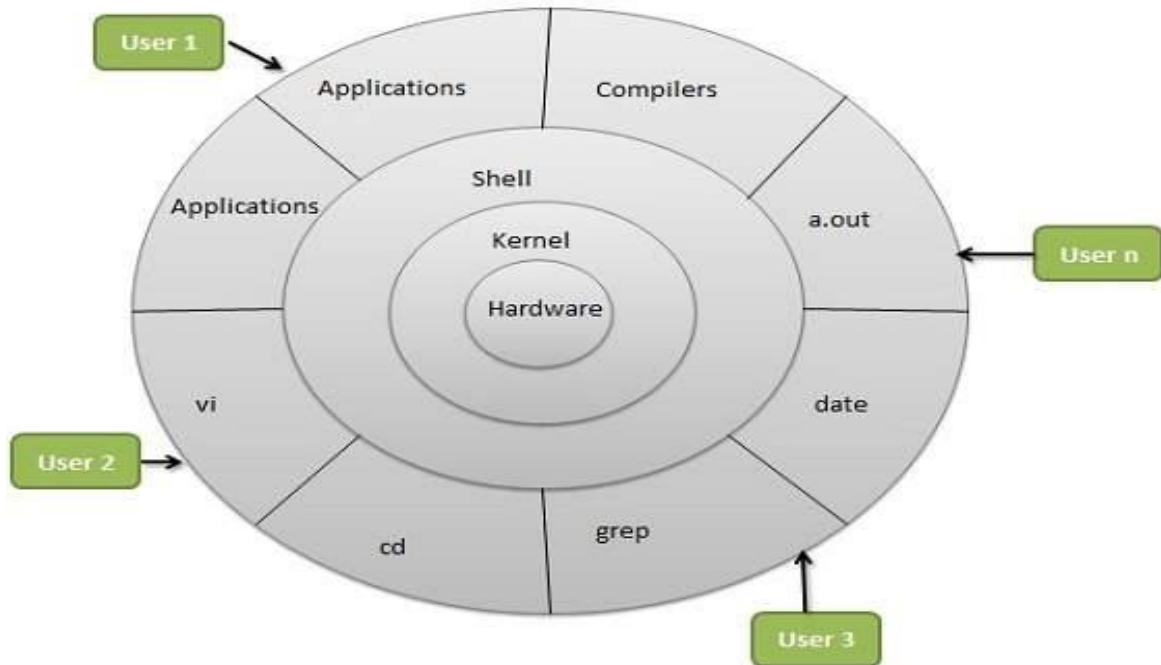 User 1
Applications
Compilers
Shell
Applications
a.out
Kernel
User n
Hardware
vi
date
User 2
grep
cd
User 3